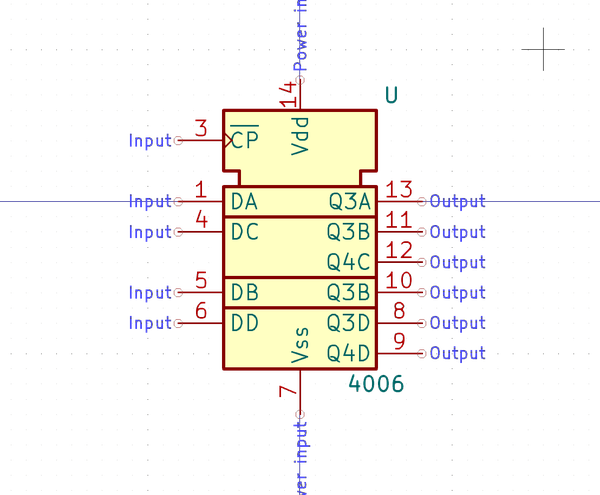 Power in
14
U
Input 3 CP Vdd
Input 1 DA Q3A 13 Output
Input 4 DC Q3B 11 Output
Q4C 12 Output
Input 5 DB Q3B 10 Output
Input 6 DD Q3D 8 Output
Vss Q4D 9 Output
7 4006
wer input